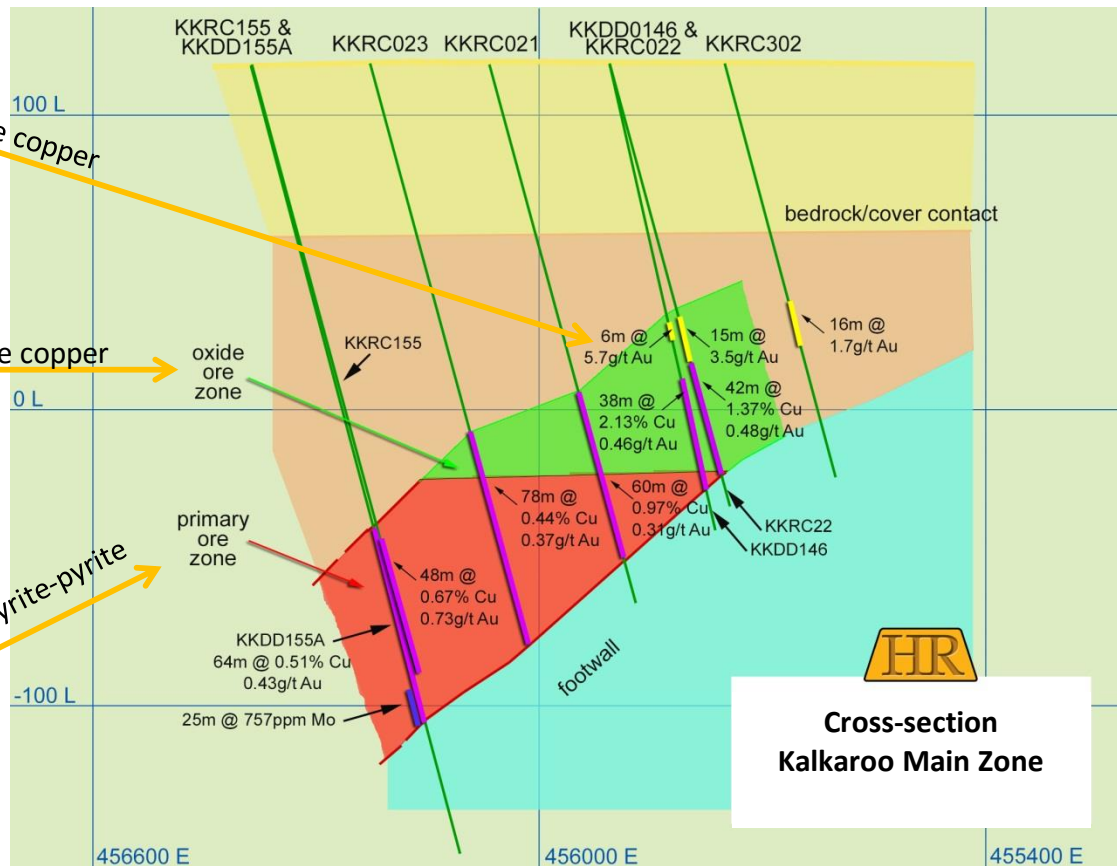 KKRC155 &
KKDD155A
KKRC023
KKRC021
KKDD0146 &
KKRC022
KKRC302
100 L
copper
bedrock/cover contact
6m @
5.7g/t Au
15m @
3.5g/t Au
16m @
1.7g/t Au
KKRC155
copper
oxide
ore
zone
0 L
38m @
2.13% Cu
0.46g/t Au
42m @
1.37% Cu
0.48g/t Au
78m @
0.44% Cu
0.37g/t Au
60m @
0.97% Cu
0.31g/t Au
KKRC22
KKDD146
primary
ore
zone
yrite-pyrite
48m @
0.67% Cu
0.73g/t Au
KKDD155A
64m @ 0.51% Cu
0.43g/t Au
footwall
-100 L
25m @ 757ppm Mo
HR
Cross-section
Kalkaroo Main Zone
456600 E
456000 E
455400 E